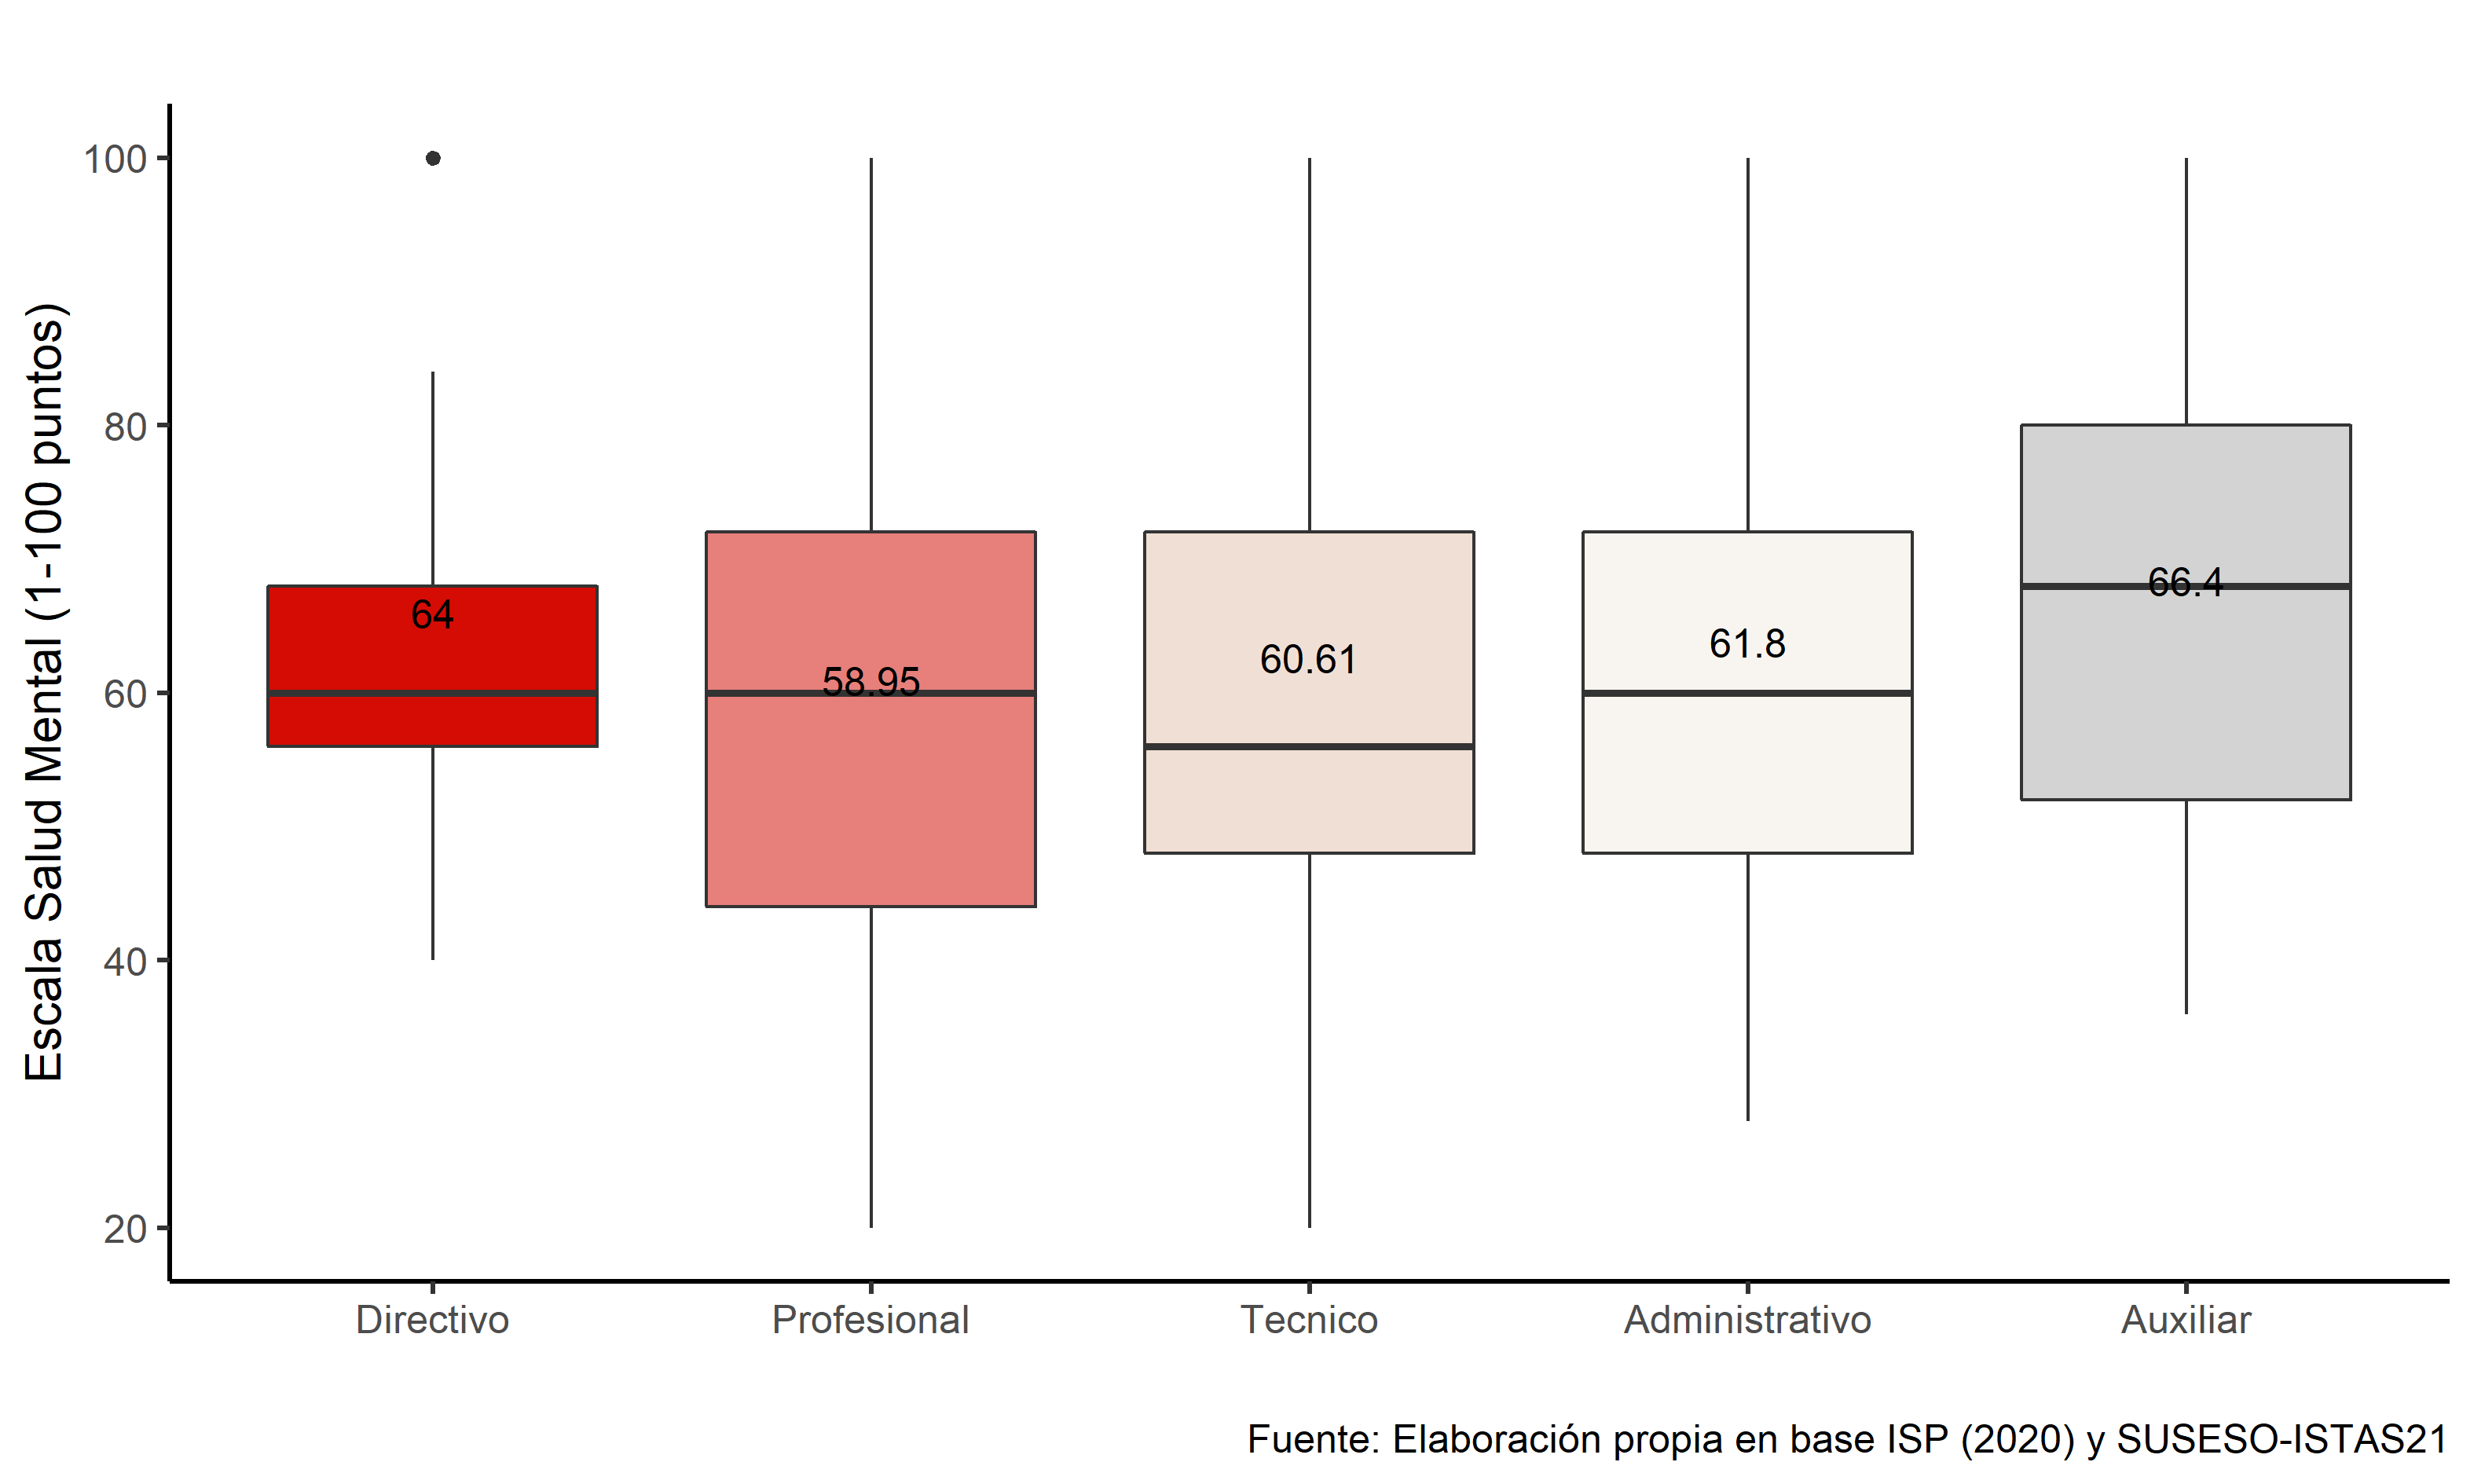 Escala Salud Mental (1-100 puntos)
100
80
60
40
20
64
58.95
60.61
61.8
66.4
Directivo
Profesional
Tecnico
Administrativo
Auxiliar
Fuente: Elaboración propia en base ISP (2020) y SUSESO-ISTAS21